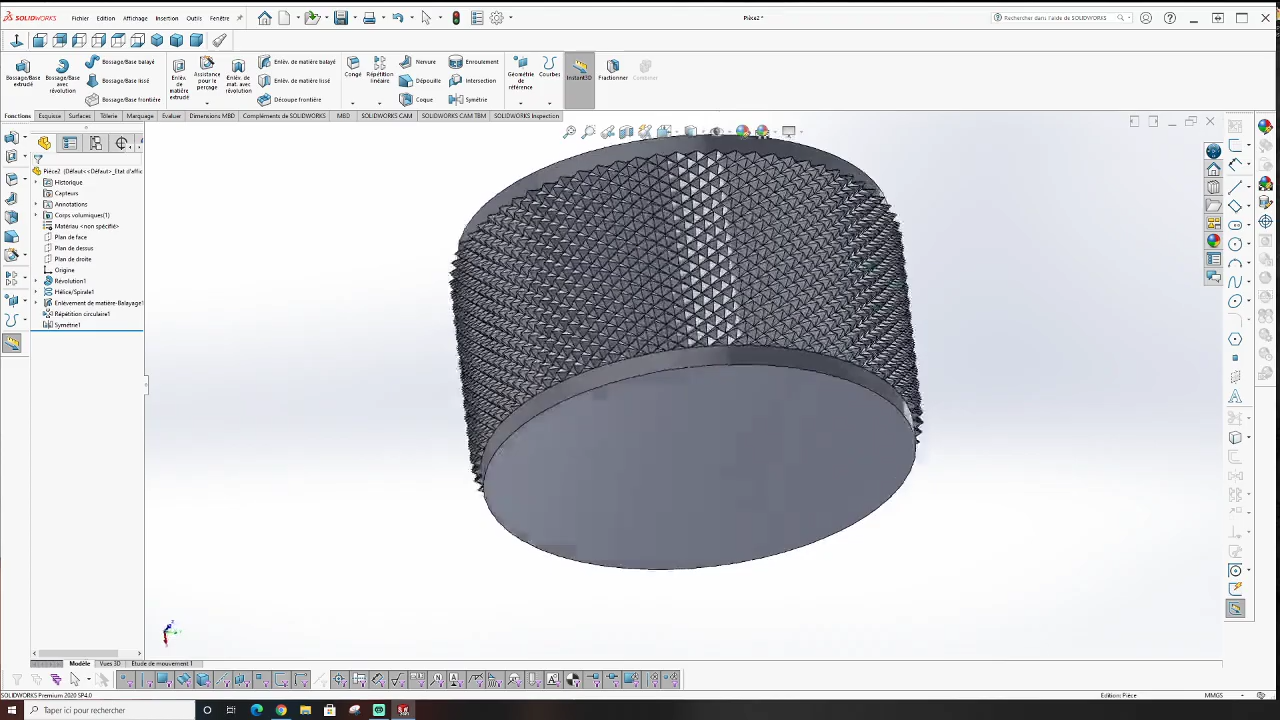 SOLIDWORKS Fichier Edition Affichage Insertion Outils Fenêtre Pièce2 * Rechercher dans l'aide de SOLIDWORKS
Bossage/Base extrudé
Bossage/Base avec révolution
Bossage/Base balayé
Bossage/Base lissé
Bossage/Base frontière
Enlèv. de matière extrudé
Assistance pour le perçage
Enlèv. de mat. avec révolution
Enlèv. de matière balayé
Enlèv. de matière lissé
Découpe frontière
Congé
Répétition linéaire
Nervure
Dépouille
Coque
Enroulement
Intersection
Symétrie
Géométrie de référence
Courbes
Instant3D
Fractionner
Combiner
Fonctions Esquisse Surfaces Tôlerie Marquage Evaluer Dimensions MBD Compléments de SOLIDWORKS MBD SOLIDWORKS CAM SOLIDWORKS CAM TBM SOLIDWORKS Inspection
Pièce2 (Défaut<<Défaut>_Etat d'affic
Historique
Capteurs
Annotations
Corps volumiques(1)
Matériau <non spécifié>
Plan de face
Plan de dessus
Plan de droite
Origine
Révolution1
Hélice/Spirale1
Enlèvement de matière-Balayage1
Répétition circulaire1
Symétrie1
Modèle Vues 3D Etude de mouvement 1
SOLIDWORKS Premium 2020 SP4.0 Edition: Pièce MMGS
Taper ici pour rechercher